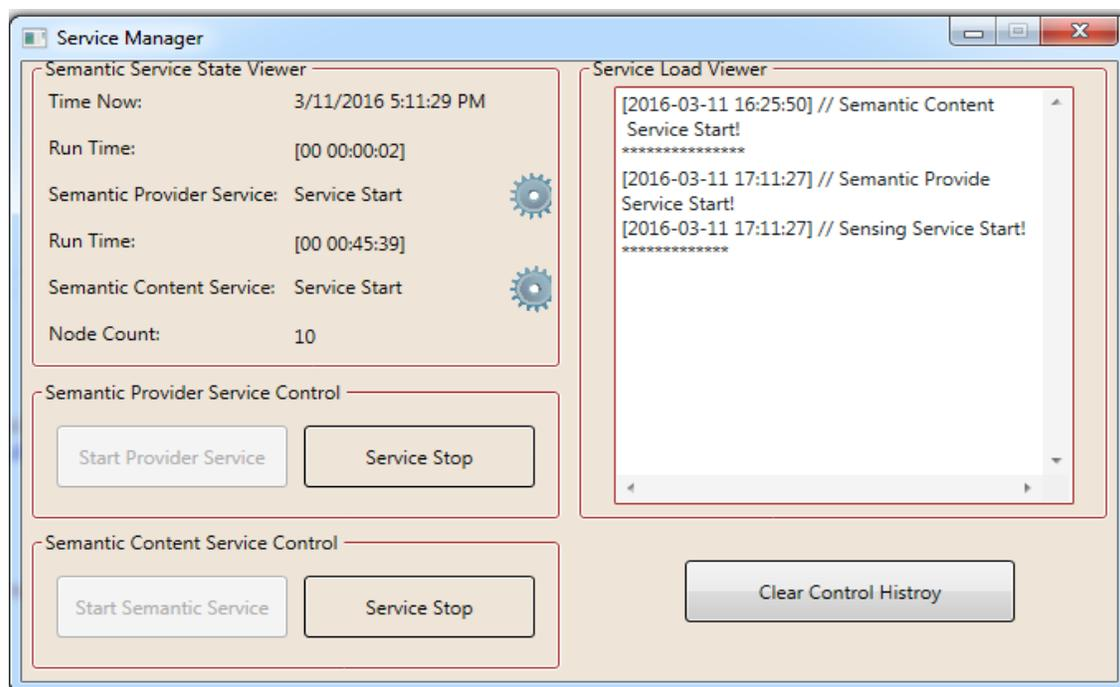 Service Manager
Semantic Service State Viewer
Time Now: 3/11/2016 5:11:29 PM
Run Time: [00 00:00:02]
Semantic Provider Service: Service Start
Run Time: [00 00:45:39]
Semantic Content Service: Service Start
Node Count: 10
Semantic Provider Service Control
Start Provider Service Service Stop
Semantic Content Service Control
Start Semantic Service Service Stop
Service Load Viewer
[2016-03-11 16:25:50] // Semantic Content
Service Start!
***************
[2016-03-11 17:11:27] // Semantic Provide
Service Start!
[2016-03-11 17:11:27] // Sensing Service Start!
*************
Clear Control Histroy